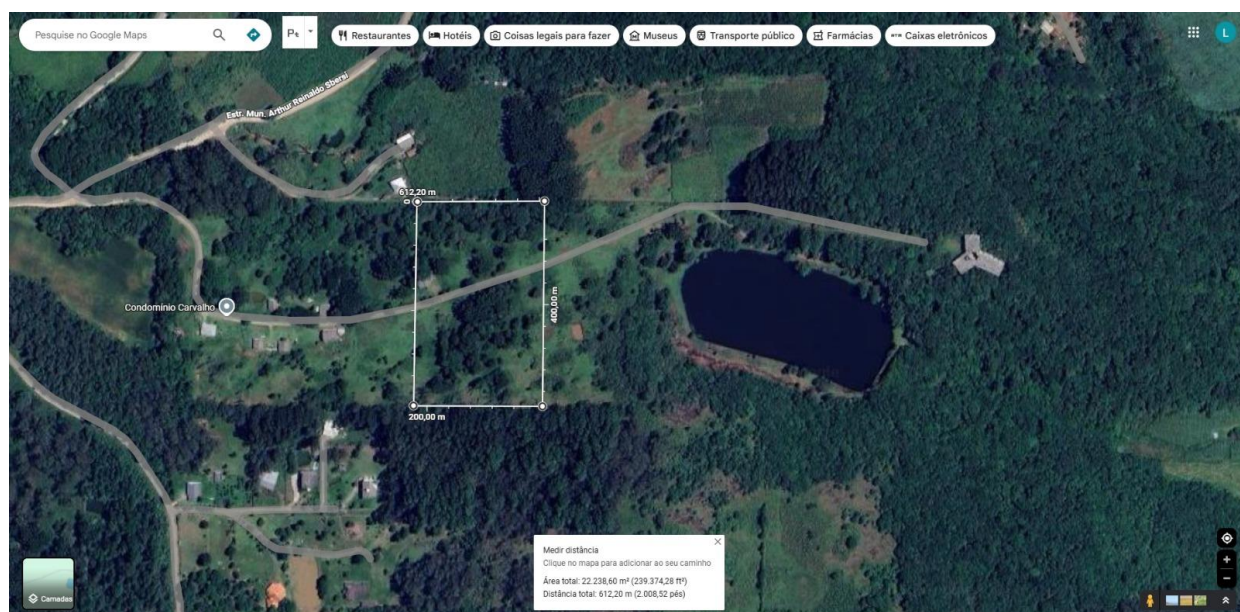 Pesquise no Google Maps
Restaurantes
Hotéis
Coisas legais para fazer
Museus
Transporte público
Farmácias
Caixas eletrônicos
L
Estr. Mun. Arthur Reinaldo Sbersi
612,20 m
0
Condomínio Carvalho
400,00 m
200,00 m
Medir distância
Clique no mapa para adicionar ao seu caminho
Área total: 22.238,60 m² (239.374,28 ft²)
Distância total: 612,20 m (2.008,52 pés)
Camadas